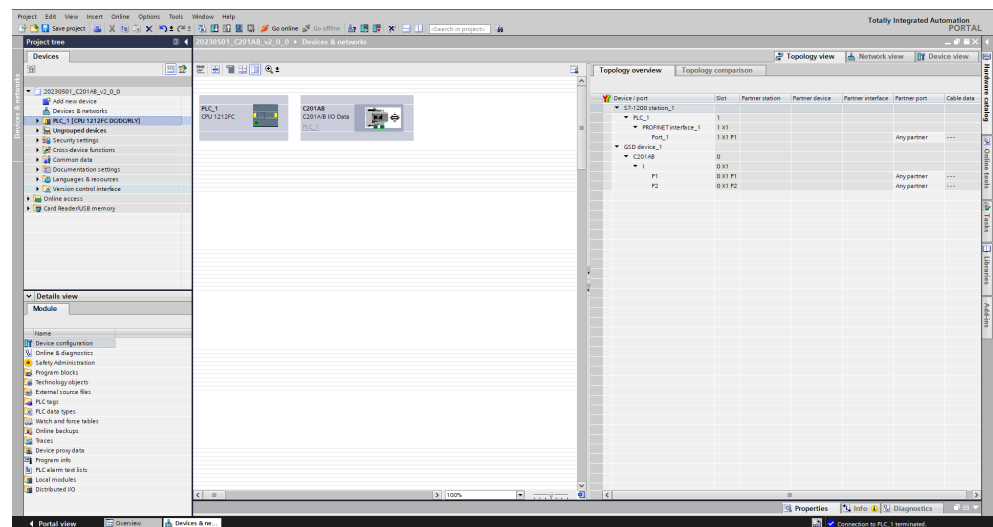 Project Edit View Insert Online Options Tools Window Help
Totally Integrated Automation
PORTAL
Save project Go online Go offline <Search in project>
Project tree
20230501_C201AB_v2_0_0 Devices & networks
Devices
Topology view Network view Device view
Topology overview Topology comparison
20230501_C201AB_v2_0_0
Add new device
Devices & networks
PLC_1 [CPU 1212FC DC/DC/RLY]
Ungrouped devices
Security settings
Cross-device functions
Common data
Documentation settings
Languages & resources
Version control interface
Online access
Card Reader/USB memory
PLC_1
CPU 1212FC
C201AB
C201A/B I/O Data
PLC_1
Device / port Slot Partner station Partner device Partner interface Partner port Cable data
S7-1200 station_1
PLC_1 1
PROFINET interface_1 1 X1
Port_1 1 X1 P1 Any partner ---
GSD device_1
C201AB 0
0 X1
P1 0 X1 P1 Any partner ---
P2 0 X1 P2 Any partner ---
Details view
Module
Name
Device configuration
Online & diagnostics
Safety Administration
Program blocks
Technology objects
External source files
PLC tags
PLC data types
Watch and force tables
Online backups
Traces
Device proxy data
Program info
PLC alarm text lists
Local modules
Distributed I/O
100%
Devices & networks
Hardware catalog
Online tools
Tasks
Libraries
Add-ins
Properties Info Diagnostics
Portal view Overview Devices & ne...
Connection to PLC_1 terminated.